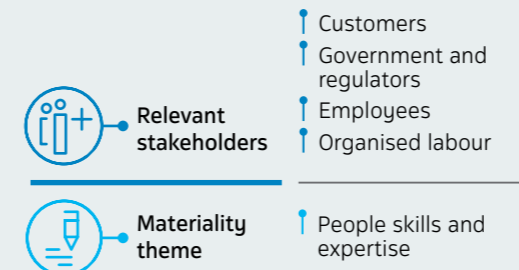 Relevant
stakeholders
Customers
Government and
regulators
Employees
Organised labour
Materiality
theme
People skills and
expertise